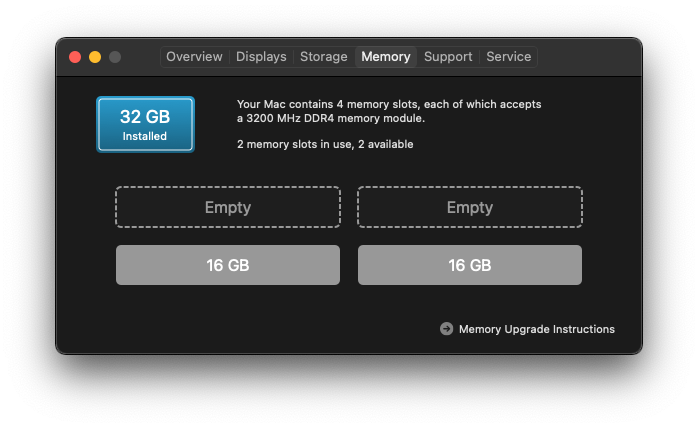 Overview Displays Storage Memory Support Service
32 GB
Installed
Your Mac contains 4 memory slots, each of which accepts
a 3200 MHz DDR4 memory module.
2 memory slots in use, 2 available
Empty Empty
16 GB 16 GB
Memory Upgrade Instructions